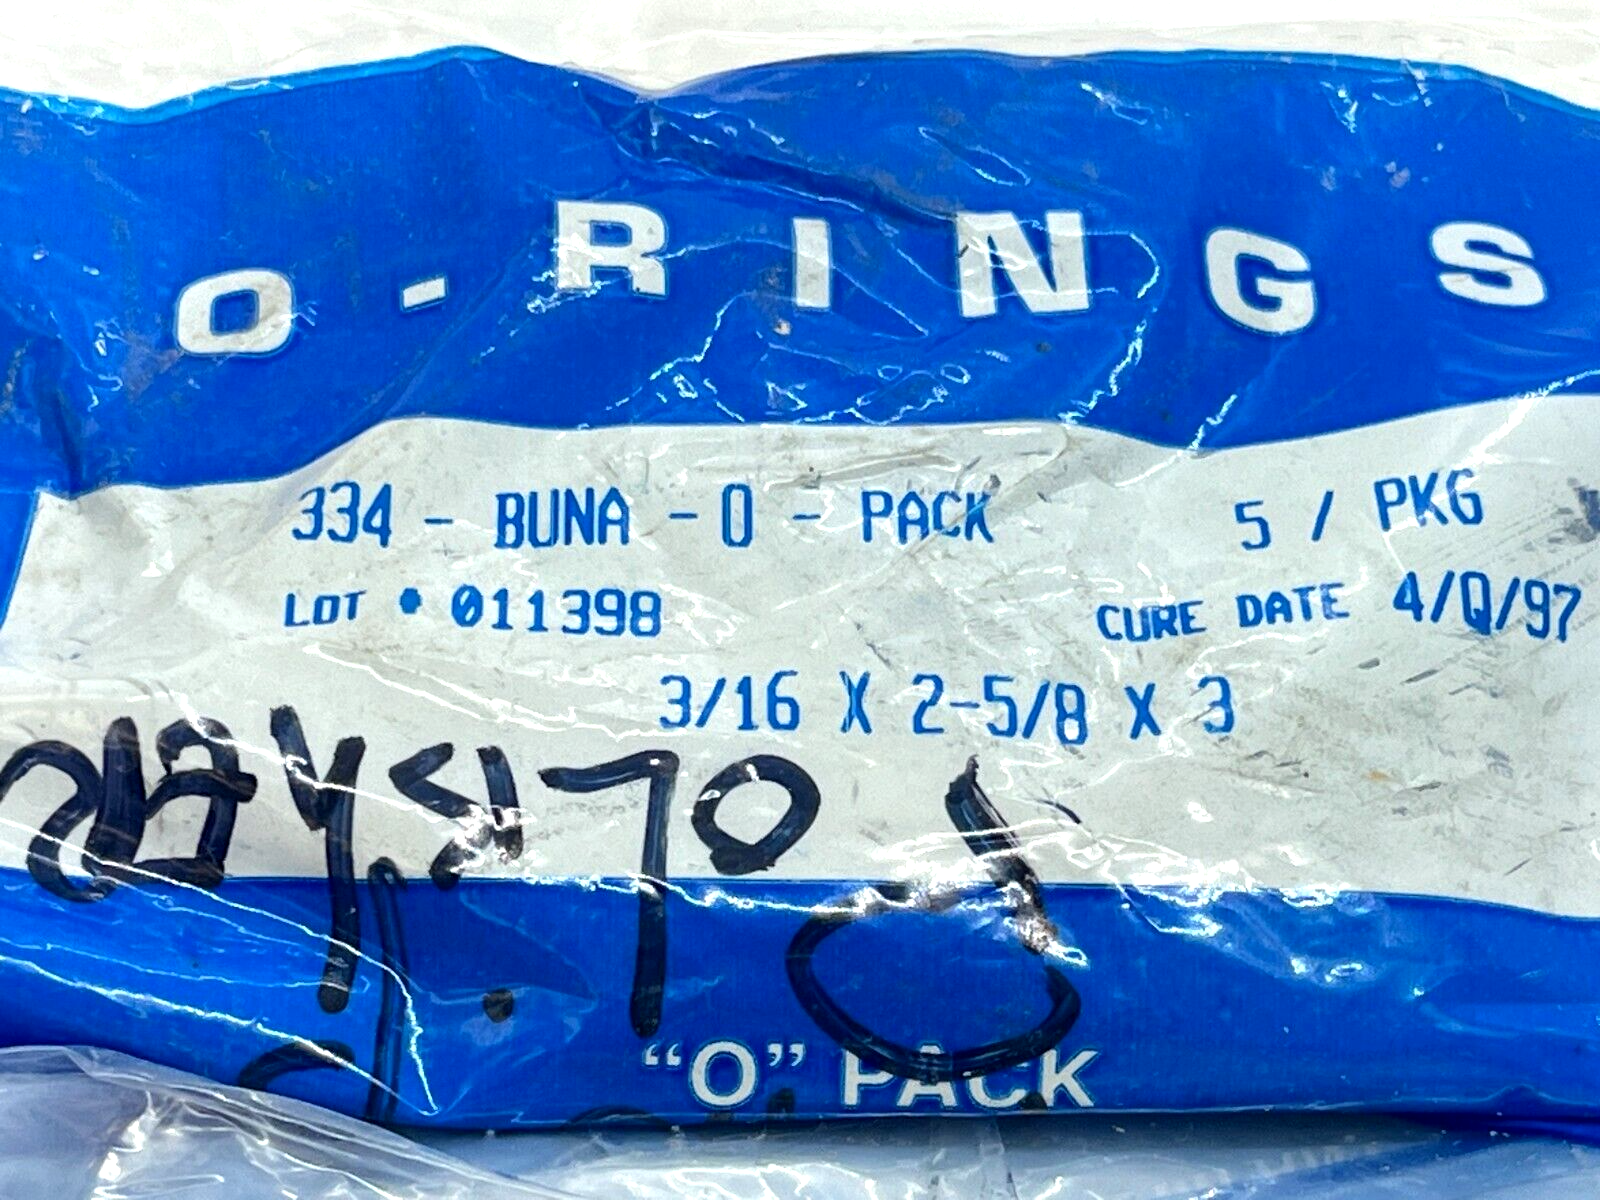 O-RINGS
334 - BUNA - O - PACK 5 / PKG
LOT # 011398 CURE DATE 4/Q/97
3/16 X 2-5/8 X 3
"O" PACK